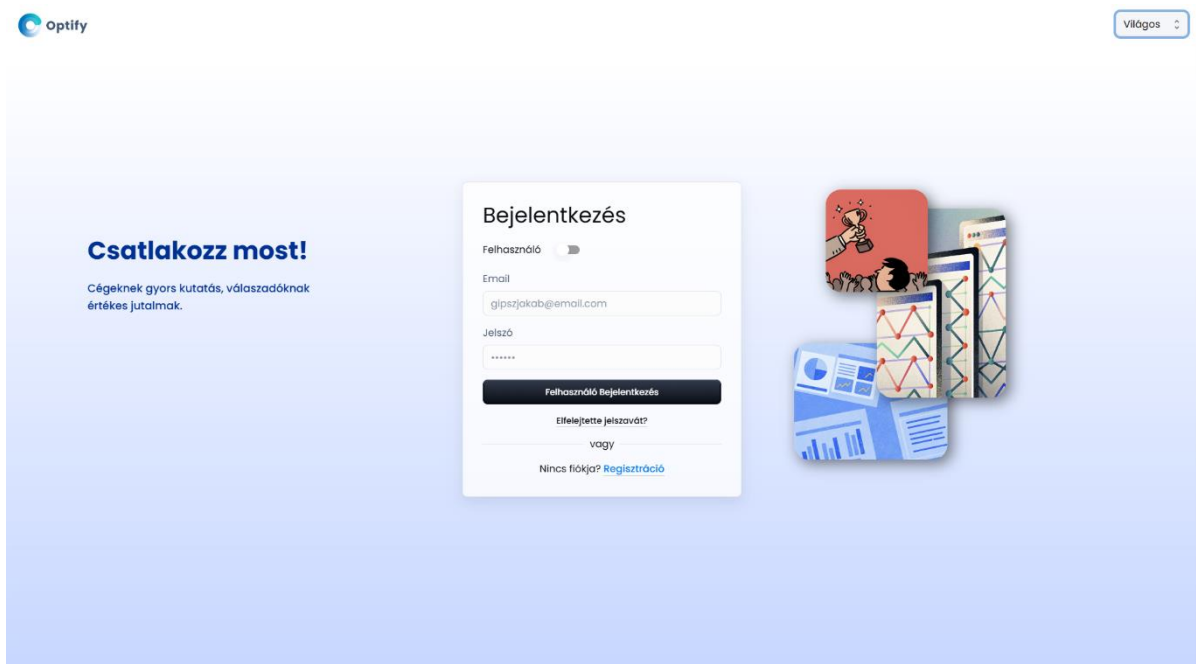 Optify
Világos
Csatlakozz most!
Cégeknek gyors kutatás, válaszadóknak
értékes jutalmak.
Bejelentkezés
Felhasználó
Email
gipszjakab@email.com
Jelszó
••••••
Felhasználó Bejelentkezés
Elfelejtette jelszavát?
vagy
Nincs fiókja? Regisztráció